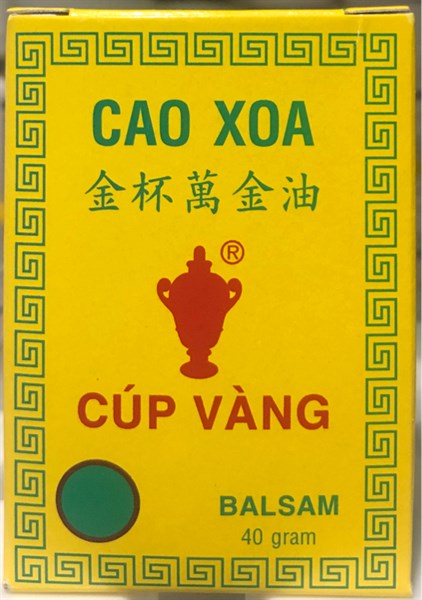 CAO XOA
金杯萬金油
®
CÚP VÀNG
BALSAM
40 gram